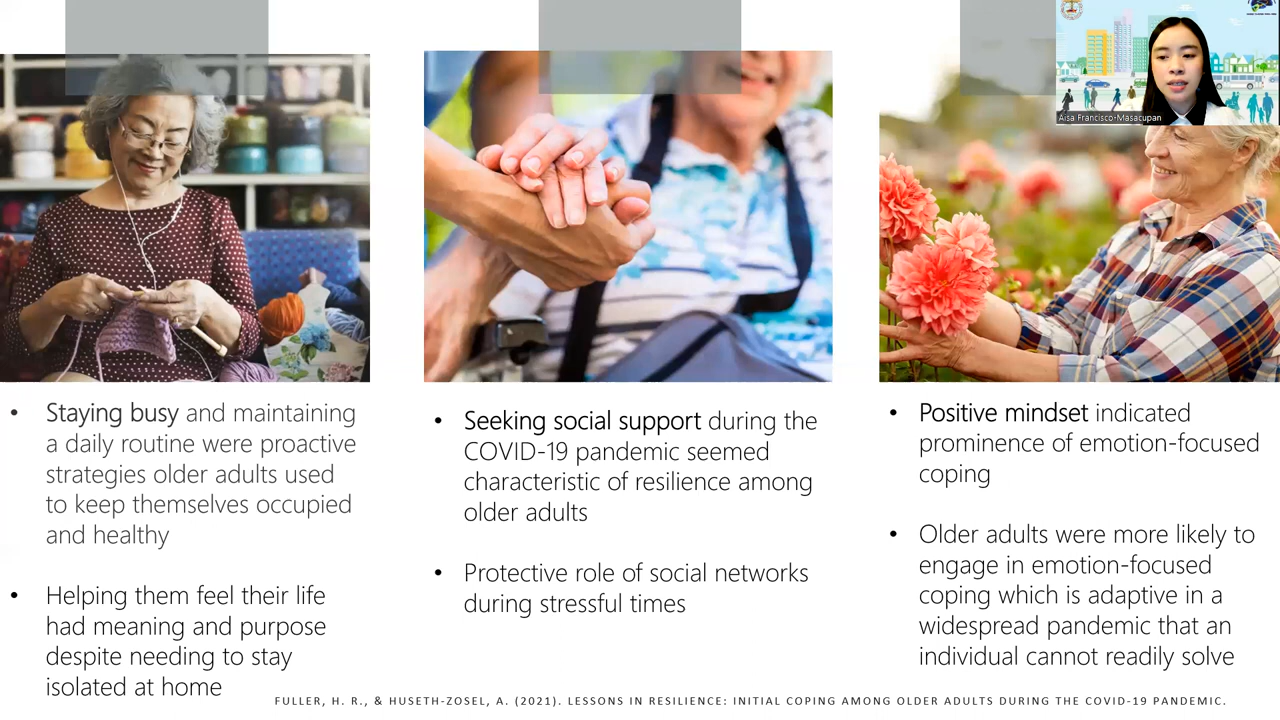 Aisa Francisco-Masacupan
• Staying busy and maintaining
a daily routine were proactive
strategies older adults used
to keep themselves occupied
and healthy
• Helping them feel their life
had meaning and purpose
despite needing to stay
isolated at home
• Seeking social support during the
COVID-19 pandemic seemed
characteristic of resilience among
older adults
• Protective role of social networks
during stressful times
• Positive mindset indicated
prominence of emotion-focused
coping
• Older adults were more likely to
engage in emotion-focused
coping which is adaptive in a
widespread pandemic that an
individual cannot readily solve
FULLER, H. R., & HUSETH-ZOSEL, A. (2021). LESSONS IN RESILIENCE: INITIAL COPING AMONG OLDER ADULTS DURING THE COVID-19 PANDEMIC.